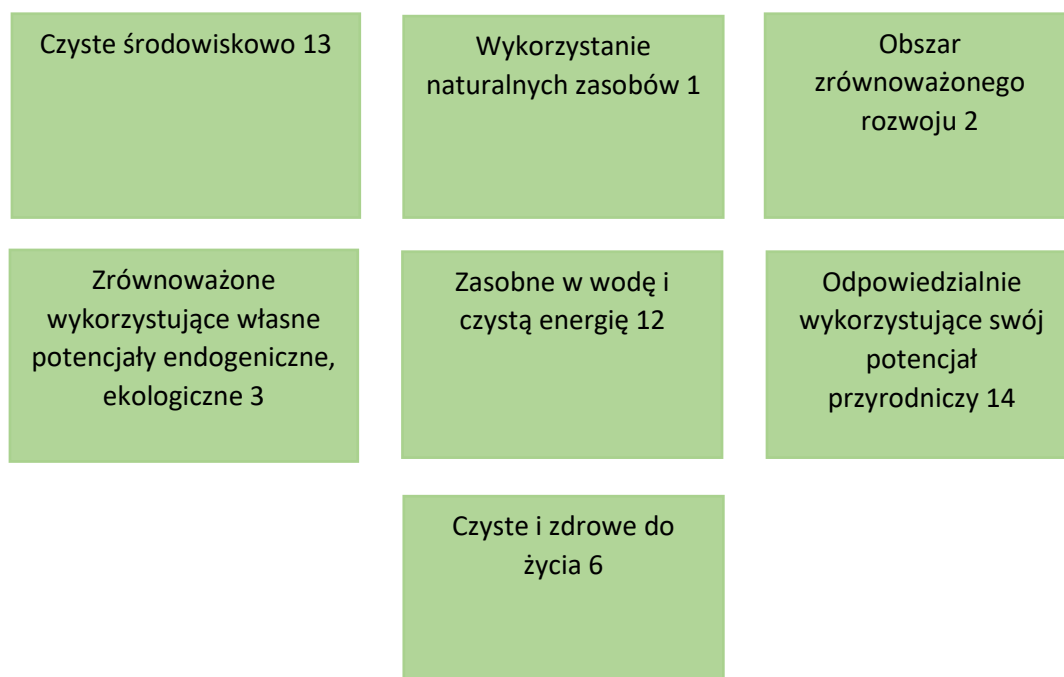 Czyste środowiskowo 13
Wykorzystanie
naturalnych zasobów 1
Obszar
zrównoważonego
rozwoju 2
Zrównoważone
wykorzystujące własne
potencjały endogeniczne,
ekologiczne 3
Zasobne w wodę i
czystą energię 12
Odpowiedzialnie
wykorzystujące swój
potencjał
przyrodniczy 14
Czyste i zdrowe do
życia 6